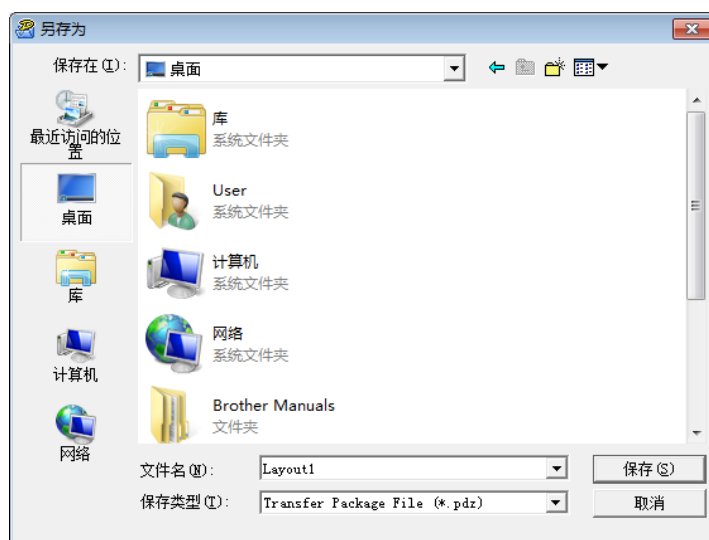 另存为
保存在(I):
桌面
最近访问的位
置
桌面
库
计算机
网络
库
系统文件夹
User
系统文件夹
计算机
系统文件夹
网络
系统文件夹
Brother Manuals
文件夹
文件名(N):
Layout1
保存(S)
保存类型(T):
Transfer Package File (*.pdz)
取消